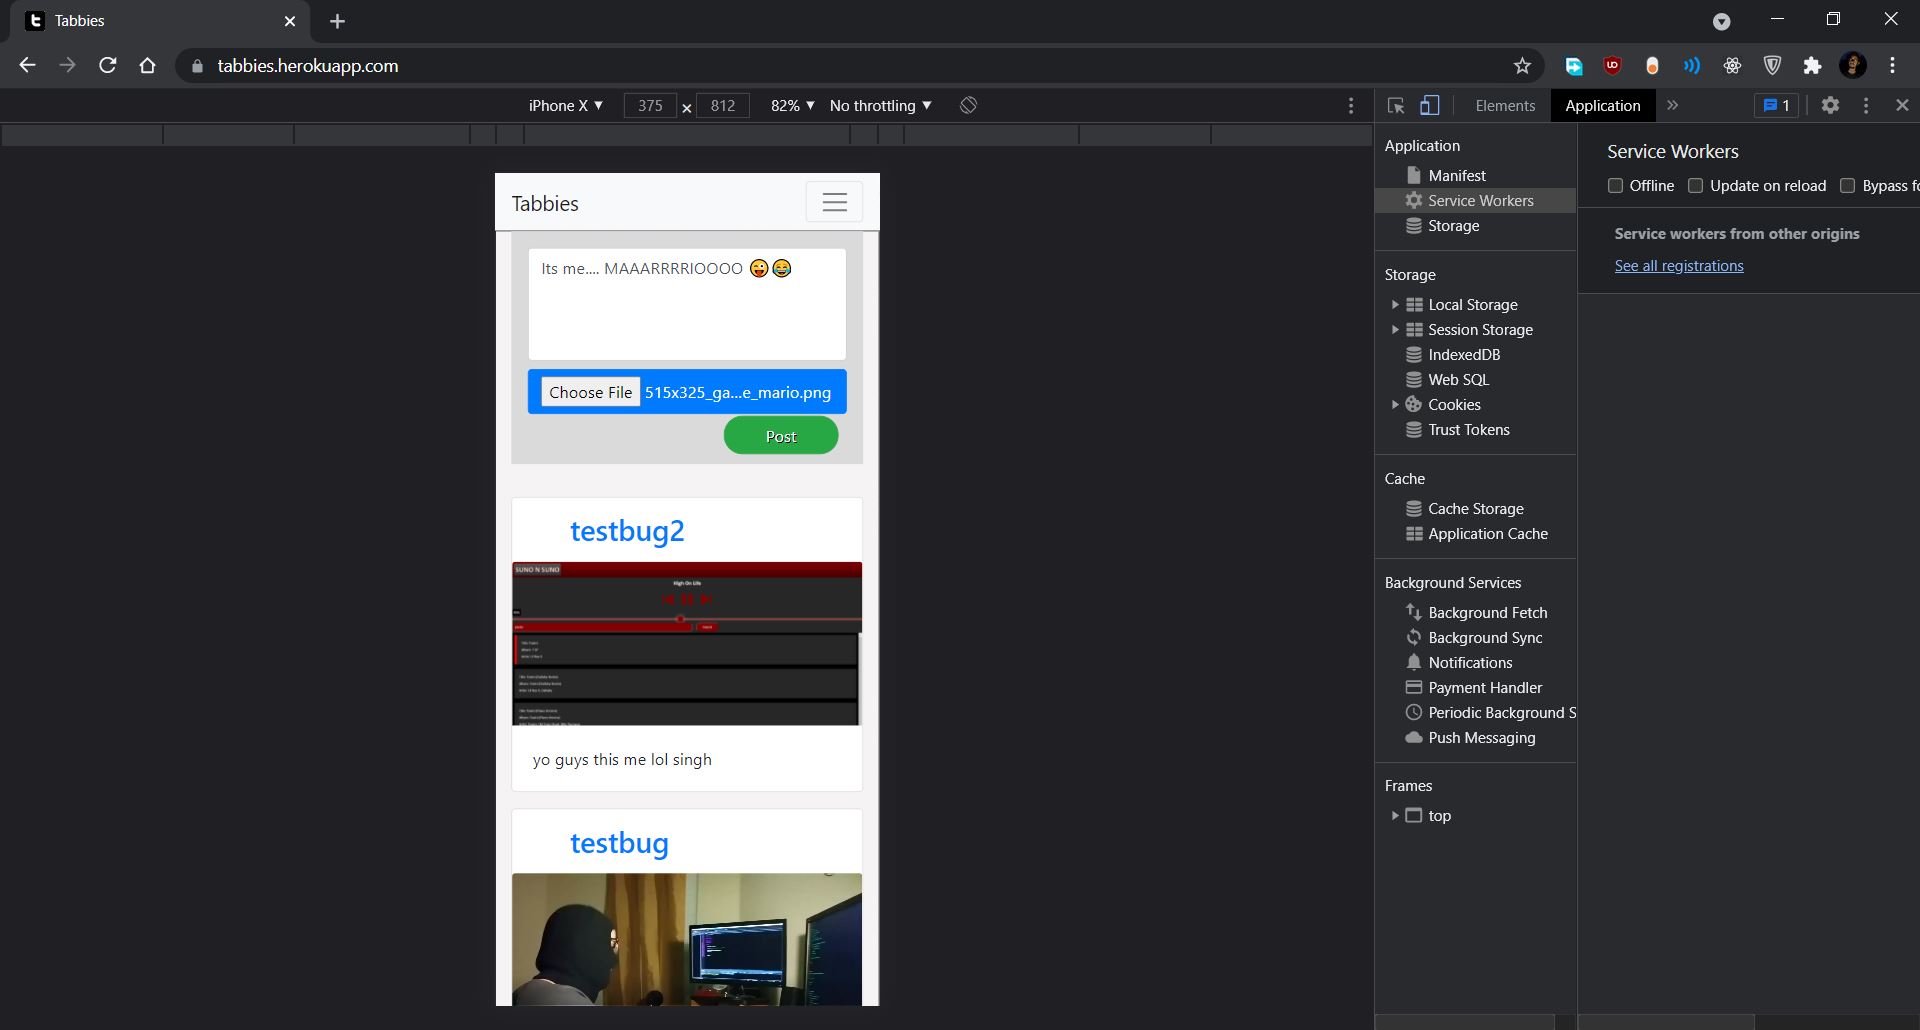 Tabbies
tabbies.herokuapp.com
iPhone X 375 × 812 82% No throttling
Elements Application 1
Tabbies
Its me.... MAAARRRRIOOOO 😜😂
Choose File 515x325_ga...e_mario.png
Post
testbug2
SUNO N SUNO
High On Life
yo guys this me lol singh
testbug
Application
Manifest
Service Workers
Storage
Storage
Local Storage
Session Storage
IndexedDB
Web SQL
Cookies
Trust Tokens
Cache
Cache Storage
Application Cache
Background Services
Background Fetch
Background Sync
Notifications
Payment Handler
Periodic Background S
Push Messaging
Frames
top
Service Workers
Offline Update on reload Bypass fo
Service workers from other origins
See all registrations